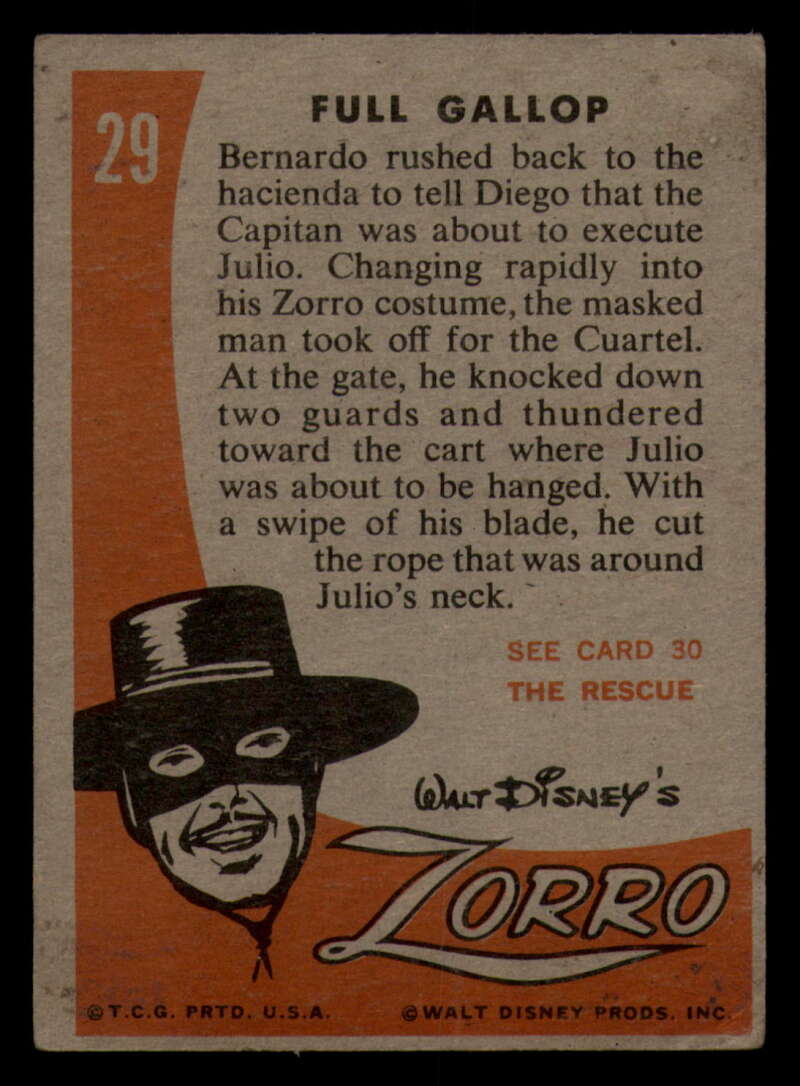 29
FULL GALLOP
Bernardo rushed back to the
hacienda to tell Diego that the
Capitan was about to execute
Julio. Changing rapidly into
his Zorro costume, the masked
man took off for the Cuartel.
At the gate, he knocked down
two guards and thundered
toward the cart where Julio
was about to be hanged. With
a swipe of his blade, he cut
the rope that was around
Julio's neck.
SEE CARD 30
THE RESCUE
WALT DISNEY'S
ZORRO
©T.C.G. PRTD. U.S.A.
©WALT DISNEY PRODS. INC.